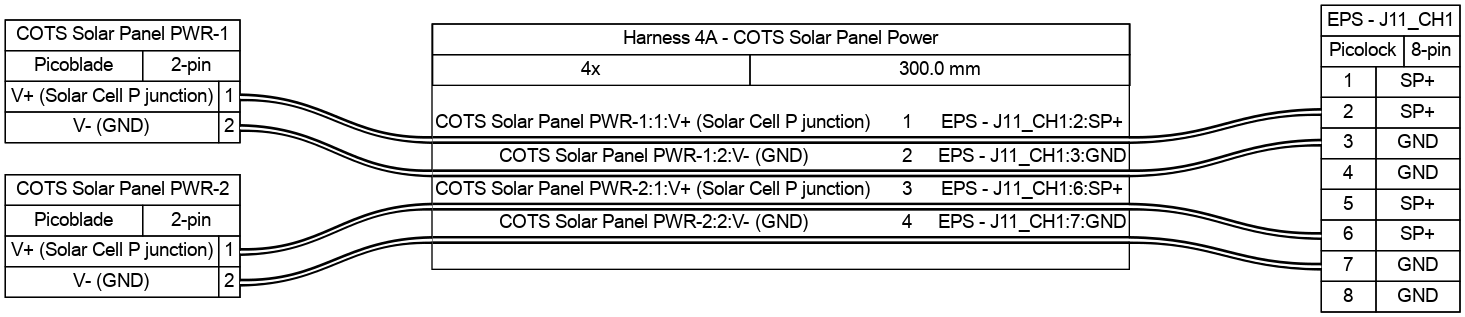 COTS Solar Panel PWR-1
Picoblade 2-pin
V+ (Solar Cell P junction) 1
V- (GND) 2
COTS Solar Panel PWR-2
Picoblade 2-pin
V+ (Solar Cell P junction) 1
V- (GND) 2
Harness 4A - COTS Solar Panel Power
4x 300.0 mm
COTS Solar Panel PWR-1:1:V+ (Solar Cell P junction) 1 EPS - J11_CH1:2:SP+
COTS Solar Panel PWR-1:2:V- (GND) 2 EPS - J11_CH1:3:GND
COTS Solar Panel PWR-2:1:V+ (Solar Cell P junction) 3 EPS - J11_CH1:6:SP+
COTS Solar Panel PWR-2:2:V- (GND) 4 EPS - J11_CH1:7:GND
EPS - J11_CH1
Picolock 8-pin
1 SP+
2 SP+
3 GND
4 GND
5 SP+
6 SP+
7 GND
8 GND